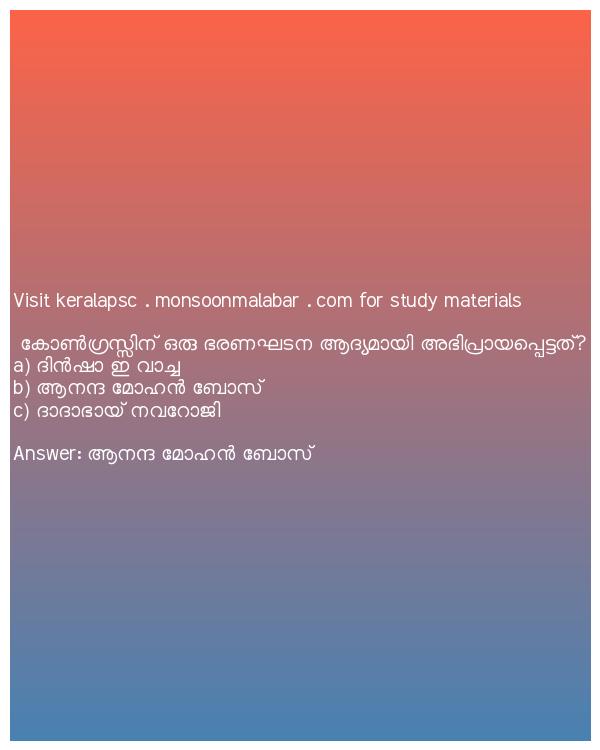 Visit keralapsc . monsoonmalabar . com for study materials
കോൺഗ്രസ്സിന് ഒരു ഭരണഘടന ആദ്യമായി അഭിപ്രായപ്പെട്ടത്?
a) ദിൻഷാ ഇ വാച്ച
b) ആനന്ദ മോഹൻ ബോസ്
c) ദാദാഭായ് നവറോജി
Answer: ആനന്ദ മോഹൻ ബോസ്